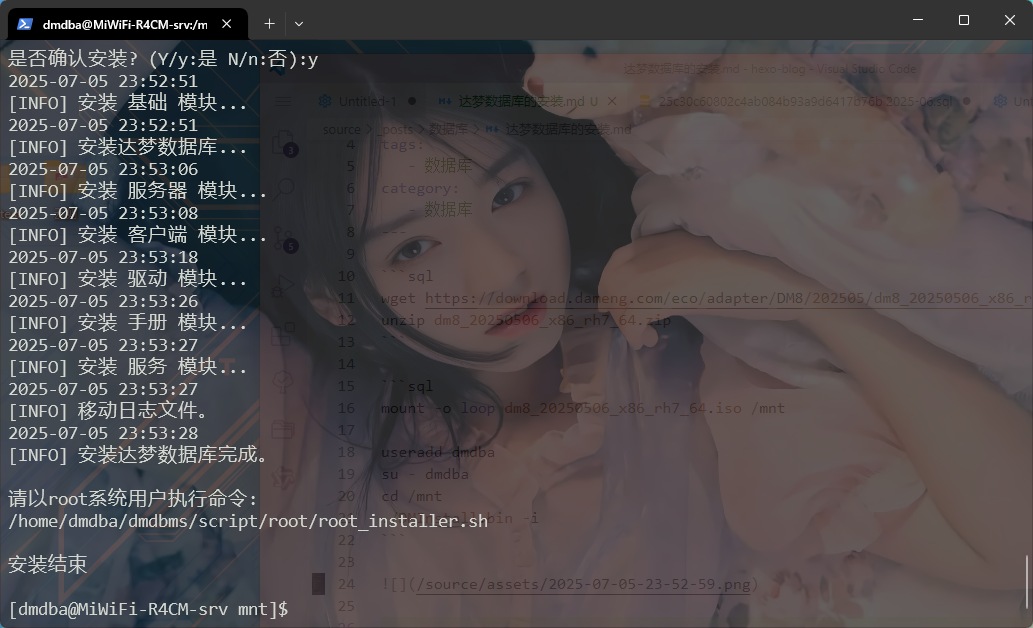 dmdba@MiWiFi-R4CM-srv:/m
是否确认安装? (Y/y:是 N/n:否):y
2025-07-05 23:52:51
[INFO] 安装 基础 模块...
2025-07-05 23:52:51
[INFO] 安装达梦数据库...
2025-07-05 23:53:06
[INFO] 安装 服务器 模块...
2025-07-05 23:53:08
[INFO] 安装 客户端 模块...
2025-07-05 23:53:18
[INFO] 安装 驱动 模块...
2025-07-05 23:53:26
[INFO] 安装 手册 模块...
2025-07-05 23:53:27
[INFO] 安装 服务 模块...
2025-07-05 23:53:27
[INFO] 移动日志文件。
2025-07-05 23:53:28
[INFO] 安装达梦数据库完成。
请以root系统用户执行命令:
/home/dmdba/dmdbms/script/root/root_installer.sh
安装结束
[dmdba@MiWiFi-R4CM-srv mnt]$
达梦数据库的安装.md - hexo-blog - Visual Studio Code
Untitled-1
达梦数据库的安装.md U
source > _posts > 数据库 > 达梦数据库的安装.md
4 tags:
5 - 数据库
6 category:
7 - 数据库
8 ---
9
10 ```sql
11 wget https://download.dameng.com/eco/adapter/DM8/202505/dm8_20250506_x86_r
12 unzip dm8_20250506_x86_rh7_64.zip
13 ```
14
15 ```sql
16 mount -o loop dm8_20250506_x86_rh7_64.iso /mnt
17
18 useradd dmdba
19 su - dmdba
20 cd /mnt
22 ```
23
24 ![](/source/assets/2025-07-05-23-52-59.png)
25
26